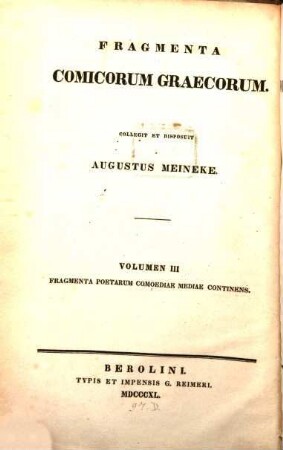 FRAGMENTA
COMICORUM GRAECORUM.
COLLEGIT ET DISPOSUIT
AUGUSTUS MEINEKE.
VOLUMEN III
FRAGMENTA POETARUM COMOEDIAE MEDIAE CONTINENS.
BEROLINI.
TYPIS ET IMPENSIS G. REIMERI.
MDCCCXL.